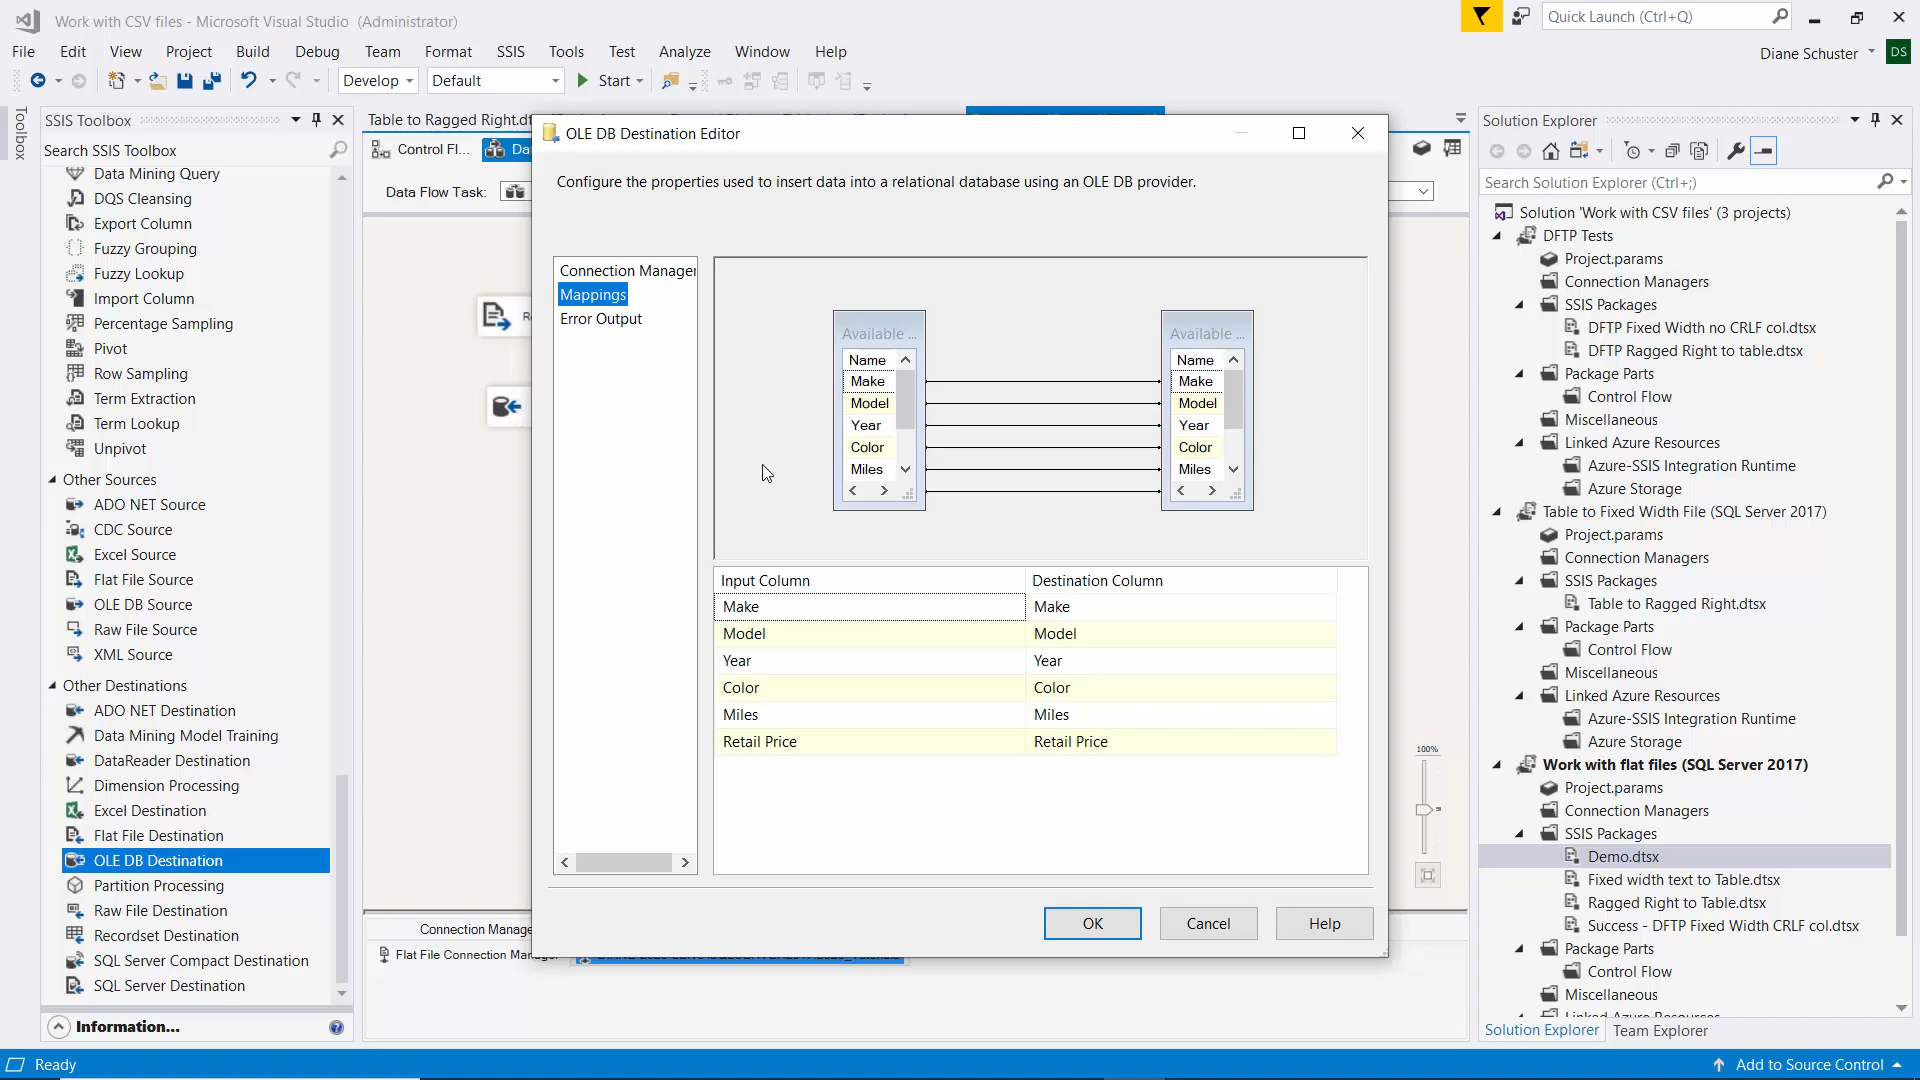 Work with CSV files - Microsoft Visual Studio (Administrator)
Quick Launch (Ctrl+Q)
File Edit View Project Build Debug Team Format SSIS Tools Test Analyze Window Help
Diane Schuster DS
Develop Default Start
Toolbox
SSIS Toolbox
Search SSIS Toolbox
Data Mining Query
DQS Cleansing
Export Column
Fuzzy Grouping
Fuzzy Lookup
Import Column
Percentage Sampling
Pivot
Row Sampling
Term Extraction
Term Lookup
Unpivot
Other Sources
ADO NET Source
CDC Source
Excel Source
Flat File Source
OLE DB Source
Raw File Source
XML Source
Other Destinations
ADO NET Destination
Data Mining Model Training
DataReader Destination
Dimension Processing
Excel Destination
Flat File Destination
OLE DB Destination
Partition Processing
Raw File Destination
Recordset Destination
SQL Server Compact Destination
SQL Server Destination
Information...
Table to Ragged Right.dt
Control Fl...
Da
Data Flow Task:
OLE DB Destination Editor
Configure the properties used to insert data into a relational database using an OLE DB provider.
Connection Manager
Mappings
Error Output
Available ...
Name
Make
Model
Year
Color
Miles
Available ...
Name
Make
Model
Year
Color
Miles
Input Column Destination Column
Make Make
Model Model
Year Year
Color Color
Miles Miles
Retail Price Retail Price
OK Cancel Help
100%
Connection Manage
Flat File Connection Manager
Solution Explorer
Search Solution Explorer (Ctrl+;)
Solution 'Work with CSV files' (3 projects)
DFTP Tests
Project.params
Connection Managers
SSIS Packages
DFTP Fixed Width no CRLF col.dtsx
DFTP Ragged Right to table.dtsx
Package Parts
Control Flow
Miscellaneous
Linked Azure Resources
Azure-SSIS Integration Runtime
Azure Storage
Table to Fixed Width File (SQL Server 2017)
Project.params
Connection Managers
SSIS Packages
Table to Ragged Right.dtsx
Package Parts
Control Flow
Miscellaneous
Linked Azure Resources
Azure-SSIS Integration Runtime
Azure Storage
Work with flat files (SQL Server 2017)
Project.params
Connection Managers
SSIS Packages
Demo.dtsx
Fixed width text to Table.dtsx
Ragged Right to Table.dtsx
Success - DFTP Fixed Width CRLF col.dtsx
Package Parts
Control Flow
Miscellaneous
Linked Azure Resources
Solution Explorer Team Explorer
Ready
Add to Source Control